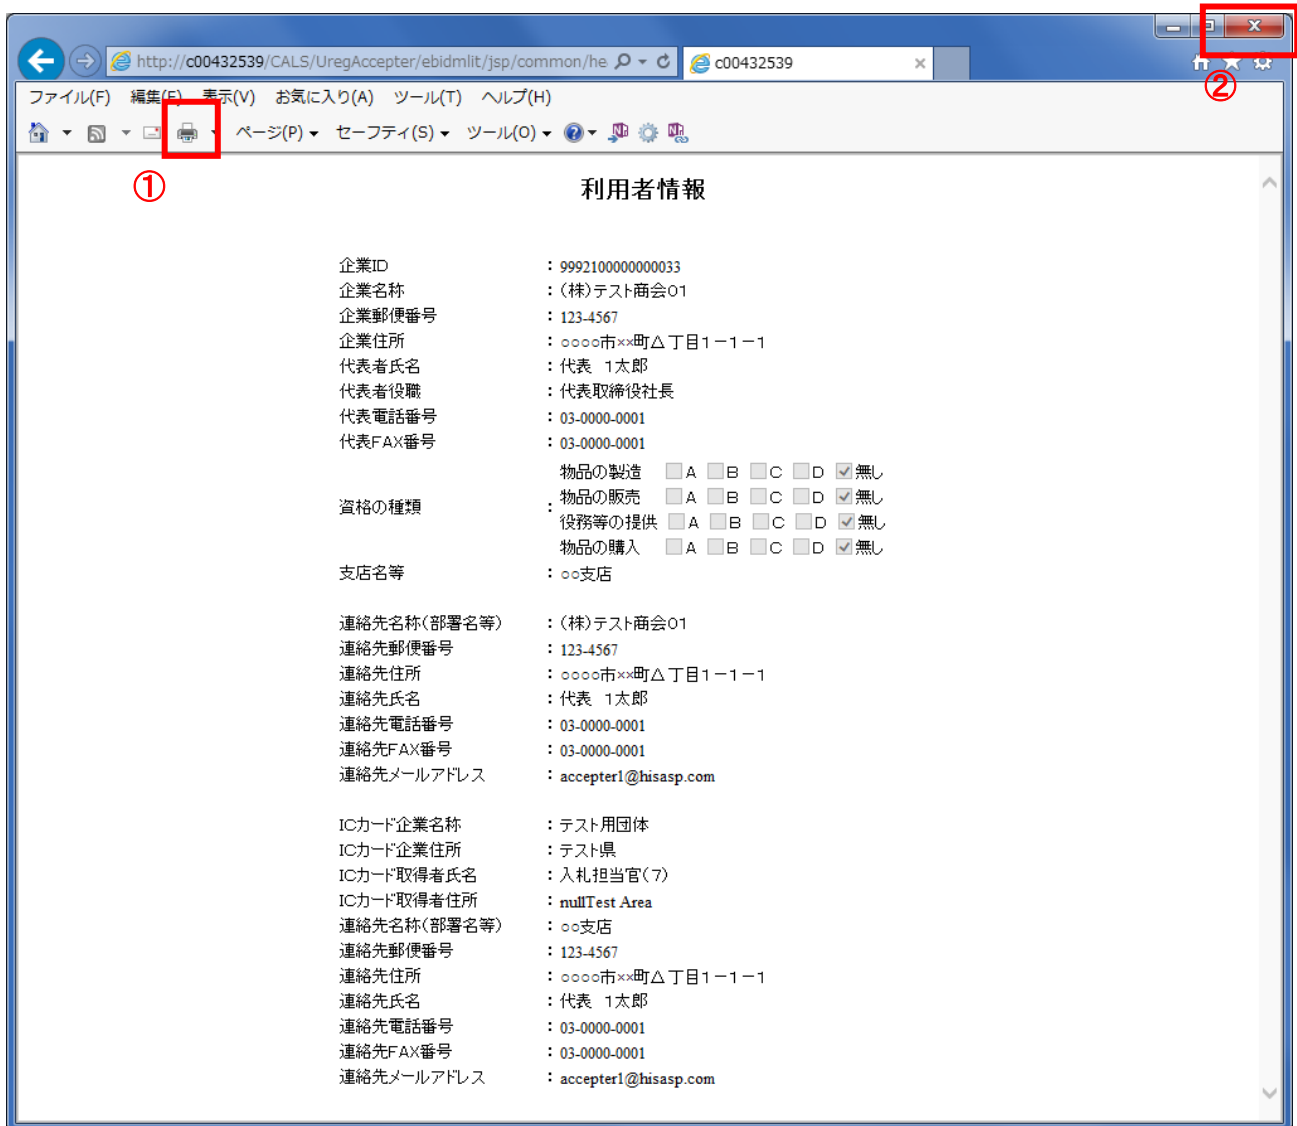 http://c00432539/CALS/UregAccepter/ebidmlit/jsp/common/he
c00432539
ファイル(F) 編集(E) 表示(V) お気に入り(A) ツール(T) ヘルプ(H)
②
ページ(P) セーフティ(S) ツール(O)
①
利用者情報
企業ID ：9992100000000033
企業名称 ：(株)テスト商会01
企業郵便番号 ：123-4567
企業住所 ：○○○○市××町△丁目1－1－1
代表者氏名 ：代表　1太郎
代表者役職 ：代表取締役社長
代表電話番号 ：03-0000-0001
代表FAX番号 ：03-0000-0001
資格の種類 ：
物品の製造 A B C D 無し
物品の販売 A B C D 無し
役務等の提供 A B C D 無し
物品の購入 A B C D 無し
支店名等 ：○○支店
連絡先名称(部署名等) ：(株)テスト商会01
連絡先郵便番号 ：123-4567
連絡先住所 ：○○○○市××町△丁目1－1－1
連絡先氏名 ：代表　1太郎
連絡先電話番号 ：03-0000-0001
連絡先FAX番号 ：03-0000-0001
連絡先メールアドレス ：accepter1@hisasp.com
ICカード企業名称 ：テスト用団体
ICカード企業住所 ：テスト県
ICカード取得者氏名 ：入札担当官(7)
ICカード取得者住所 ：nullTest Area
連絡先名称(部署名等) ：○○支店
連絡先郵便番号 ：123-4567
連絡先住所 ：○○○○市××町△丁目1－1－1
連絡先氏名 ：代表　1太郎
連絡先電話番号 ：03-0000-0001
連絡先FAX番号 ：03-0000-0001
連絡先メールアドレス ：accepter1@hisasp.com